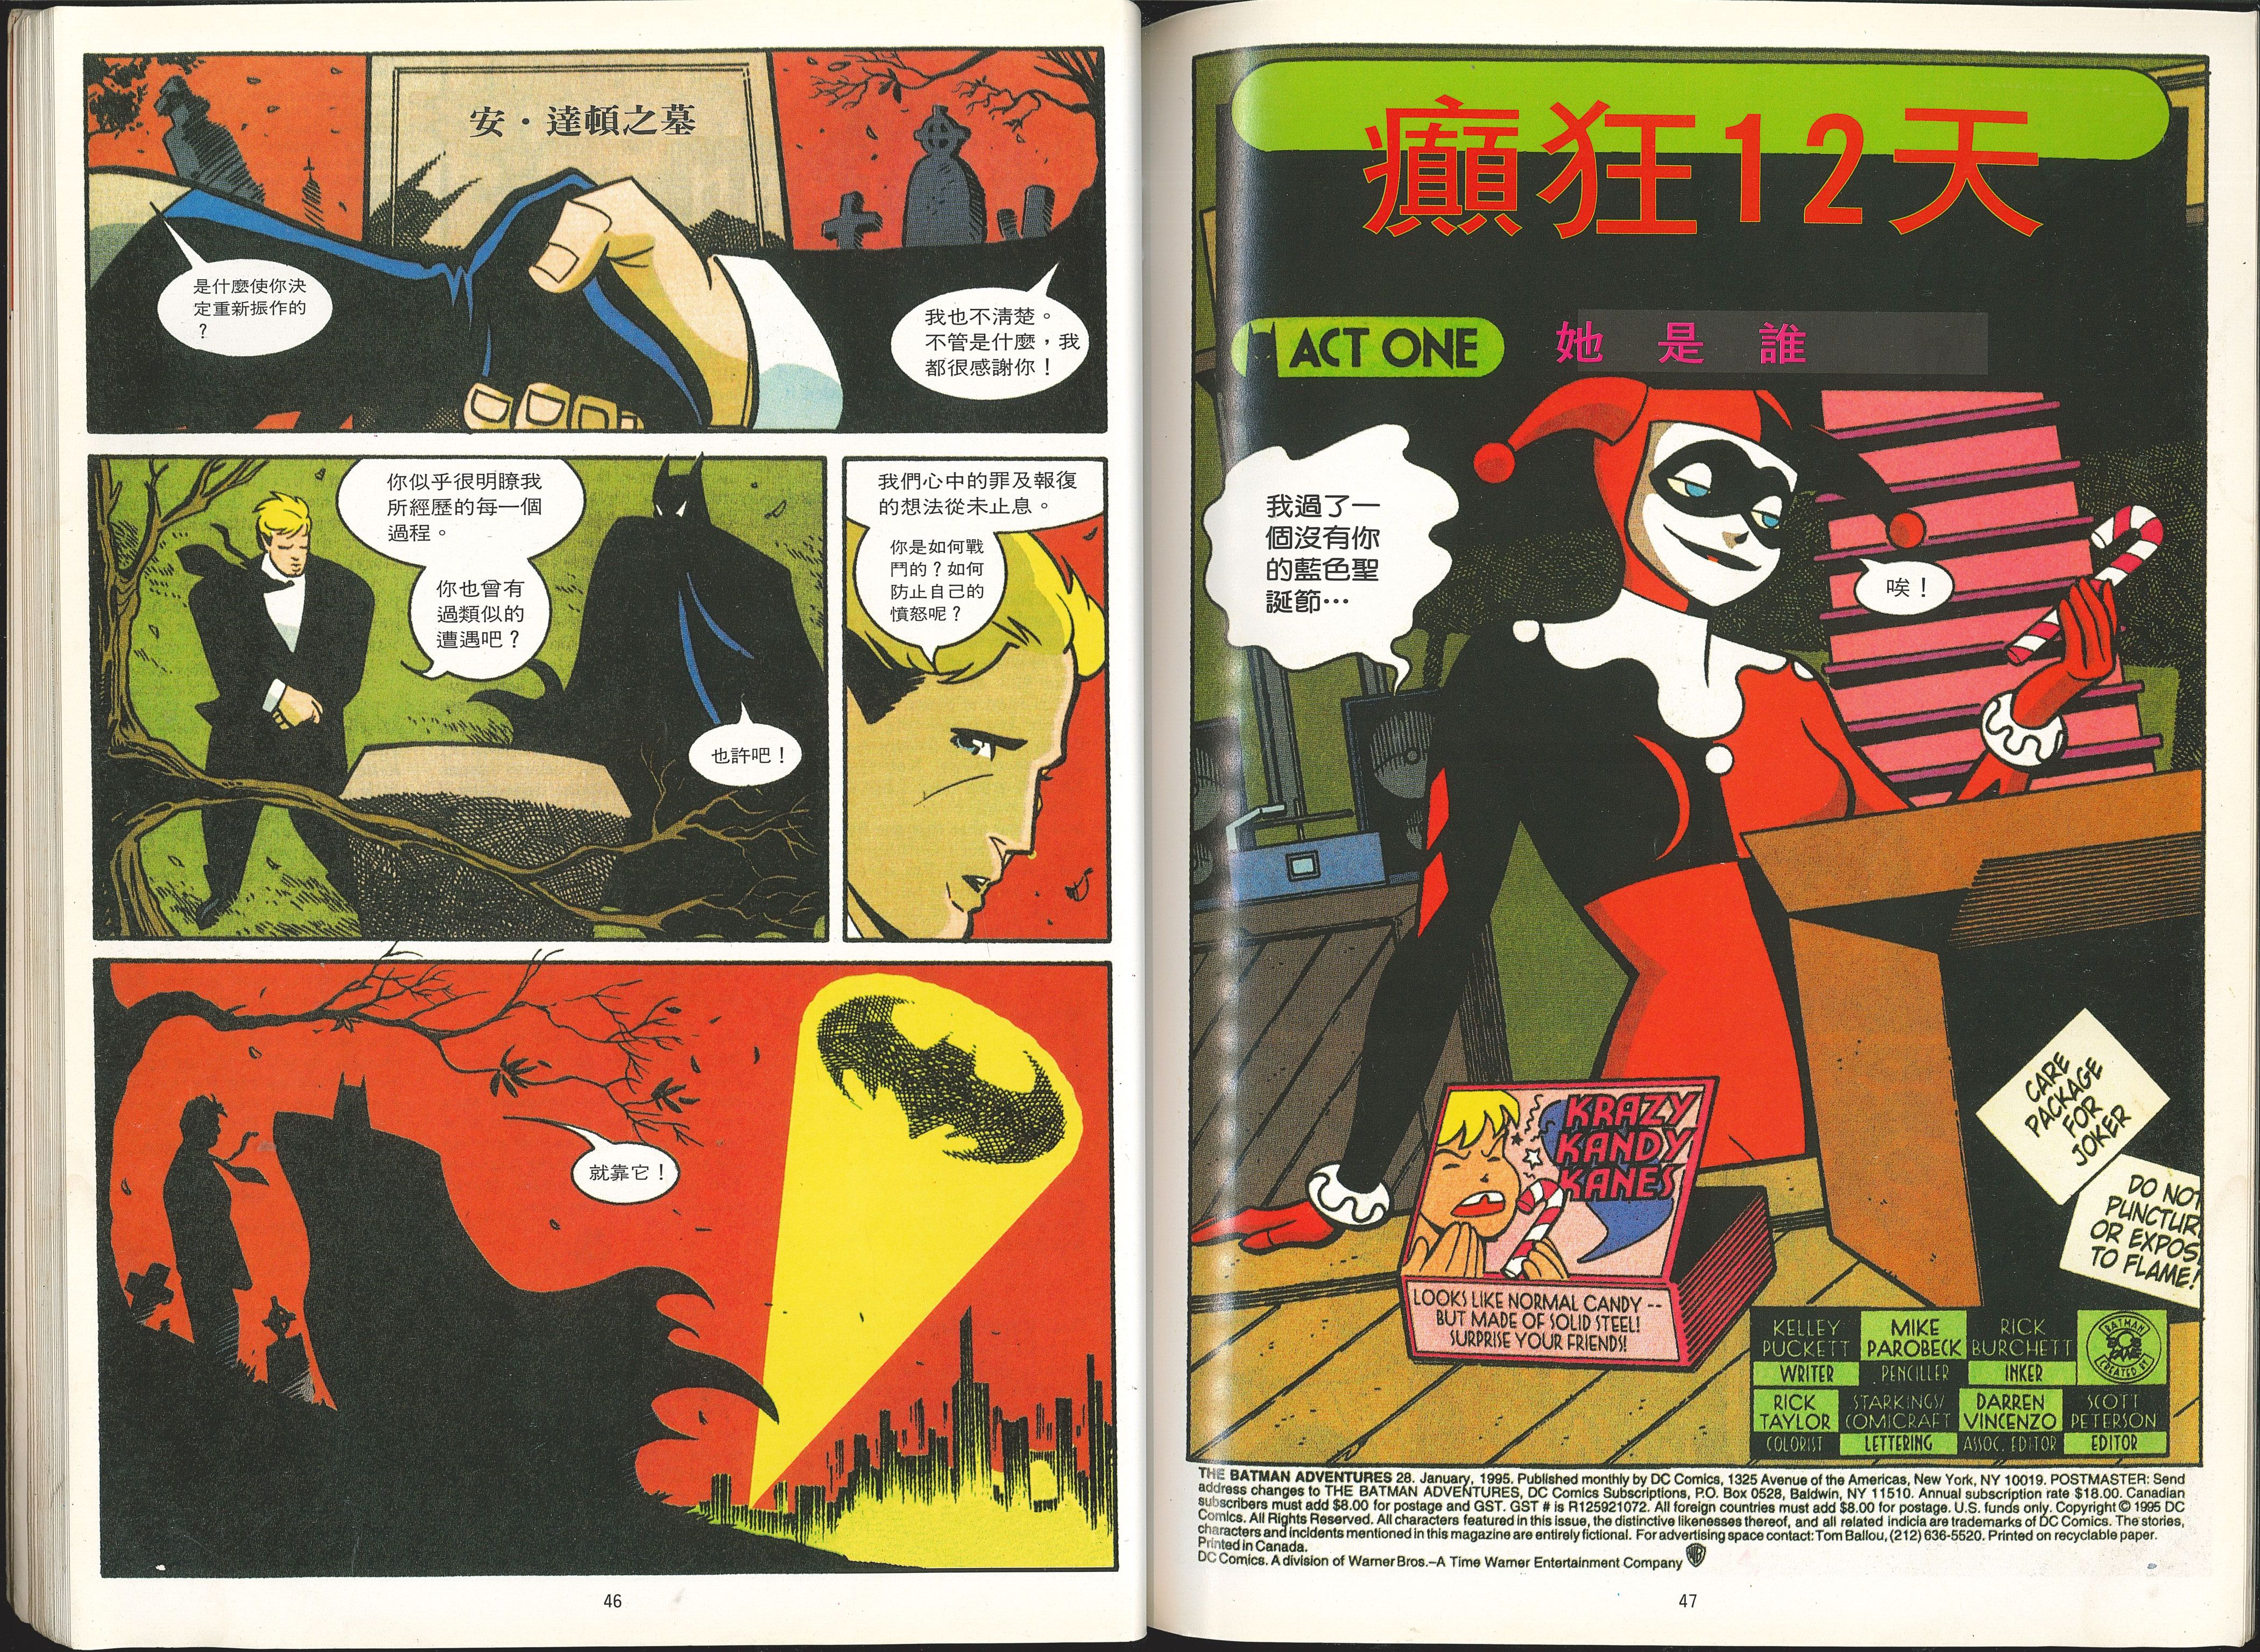 安・達頓之墓
是什麼使你決
定重新振作的
?
我也不清楚。
不管是什麼,我
都很感謝你!
你似乎很明瞭我
所經歷的每一個
過程。
你也曾有
過類似的
遭遇吧?
也許吧!
我們心中的罪及報復
的想法從未止息。
你是如何戰
鬥的?如何
防止自己的
憤怒呢?
就靠它!
46
癲狂12天
ACT ONE
她是誰
我過了一
個沒有你
的藍色聖
誕節…
唉!
CARE
PACKAGE
FOR
JOKER
DO NOT
PUNCTUR
OR EXPOS
TO FLAME!
KRAZY
KANDY
KANES
LOOKS LIKE NORMAL CANDY --
BUT MADE OF SOLID STEEL!
SURPRISE YOUR FRIENDS!
KELLEY
PUCKETT
WRITER
MIKE
PAROBECK
PENCILLER
RICK
BURCHETT
INKER
BATMAN
CREATED BY
RICK
TAYLOR
COLORIST
STARKINGS/
COMICRAFT
LETTERING
DARREN
VINCENZO
ASSOC. EDITOR
SCOTT
PETERSON
EDITOR
THE BATMAN ADVENTURES 28. January, 1995. Published monthly by DC Comics, 1325 Avenue of the Americas, New York, NY 10019. POSTMASTER: Send
address changes to THE BATMAN ADVENTURES, DC Comics Subscriptions, P.O. Box 0528, Baldwin, NY 11510. Annual subscription rate $18.00. Canadian
subscribers must add $8.00 for postage and GST. GST # is R125921072. All foreign countries must add $8.00 for postage. U.S. funds only. Copyright © 1995 DC
Comics. All Rights Reserved. All characters featured in this issue, the distinctive likenesses thereof, and all related indicia are trademarks of DC Comics. The stories,
characters and incidents mentioned in this magazine are entirely fictional. For advertising space contact: Tom Ballou, (212) 636-5520. Printed on recyclable paper.
Printed in Canada.
DC Comics. A division of Warner Bros.–A Time Warner Entertainment Company
47